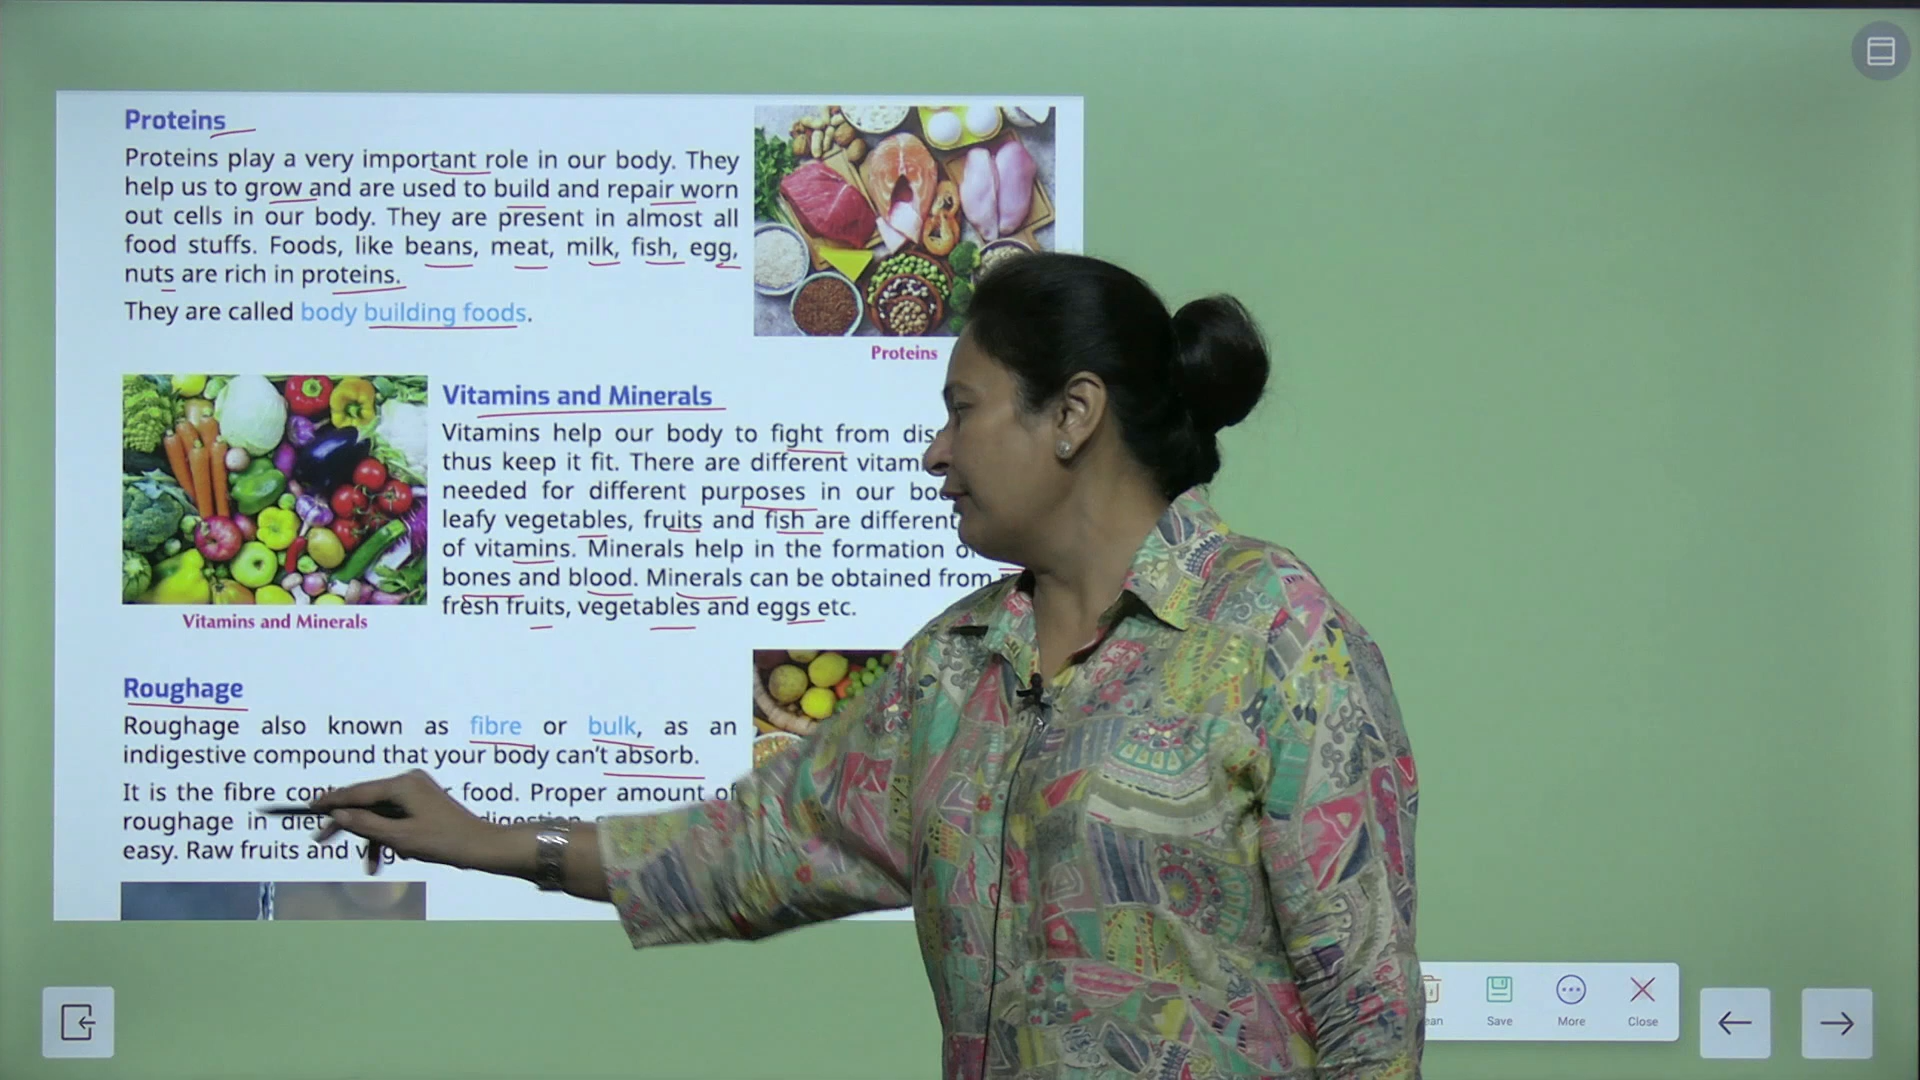 Proteins
Proteins play a very important role in our body. They
help us to grow and are used to build and repair worn
out cells in our body. They are present in almost all
food stuffs. Foods, like beans, meat, milk, fish, egg,
nuts are rich in proteins.
They are called body building foods.
Proteins
Vitamins and Minerals
Vitamins help our body to fight from
thus keep it fit. There are different
needed for different purposes in our
leafy vegetables, fruits and fish are different
of vitamins. Minerals help in the formation
bones and blood. Minerals can be obtained from
fresh fruits, vegetables and eggs etc.
Vitamins and Minerals
Roughage
Roughage also known as fibre or bulk, as an
indigestive compound that your body can't absorb.
It is the fibre food. Proper amount of
roughage in diet digestion
easy. Raw fruits and
Save
More
Close